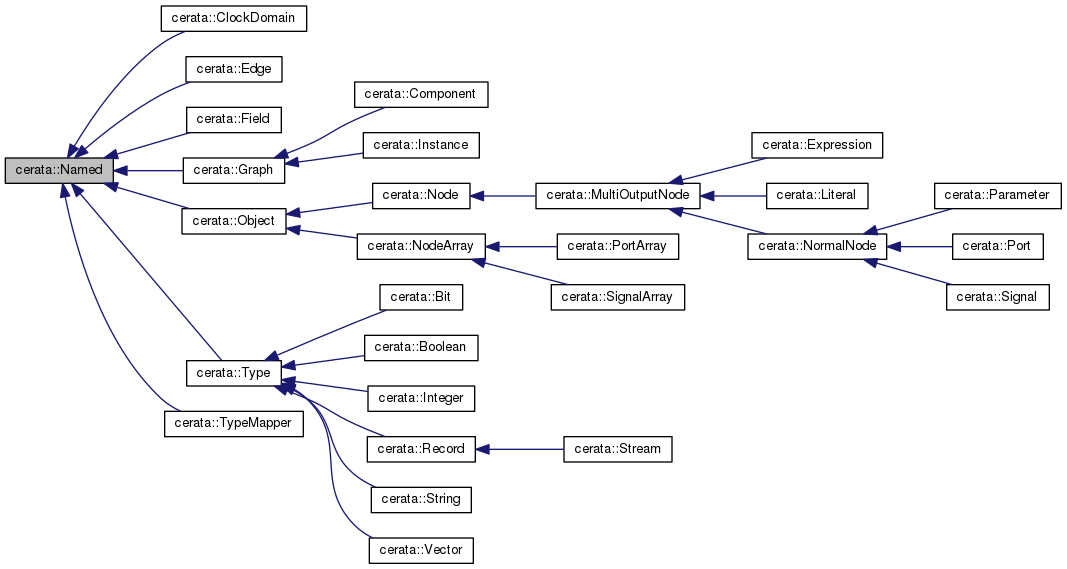 cerata::ClockDomain
cerata::Edge
cerata::Component
cerata::Field
cerata::Expression
cerata::Instance
cerata::Named
cerata::Graph
cerata::Node
cerata::MultiOutputNode
cerata::Literal
cerata::Parameter
cerata::Object
cerata::NodeArray
cerata::PortArray
cerata::NormalNode
cerata::Port
cerata::SignalArray
cerata::Signal
cerata::Bit
cerata::Boolean
cerata::Type
cerata::Integer
cerata::TypeMapper
cerata::Record
cerata::Stream
cerata::String
cerata::Vector